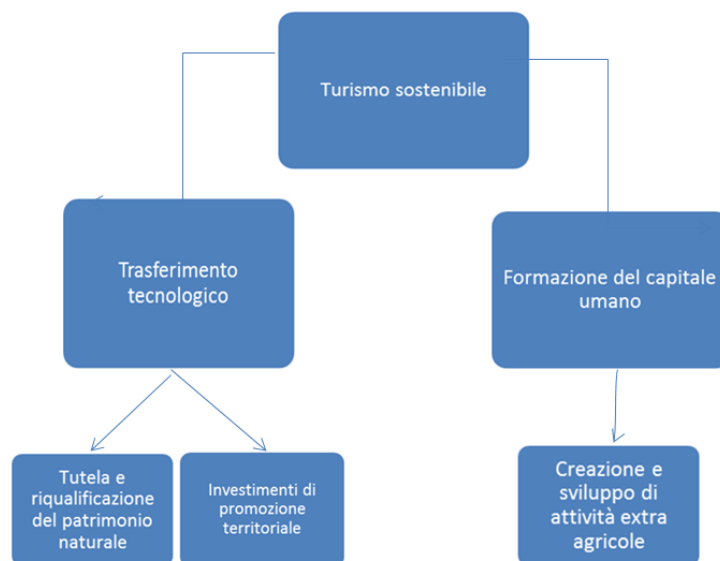 Turismo sostenibile
Trasferimento
tecnologico
Formazione del capitale
umano
Tutela e
riqualificazione
del patrimonio
naturale
Investimenti di
promozione
territoriale
Creazione e
sviluppo di
attività extra
agricole